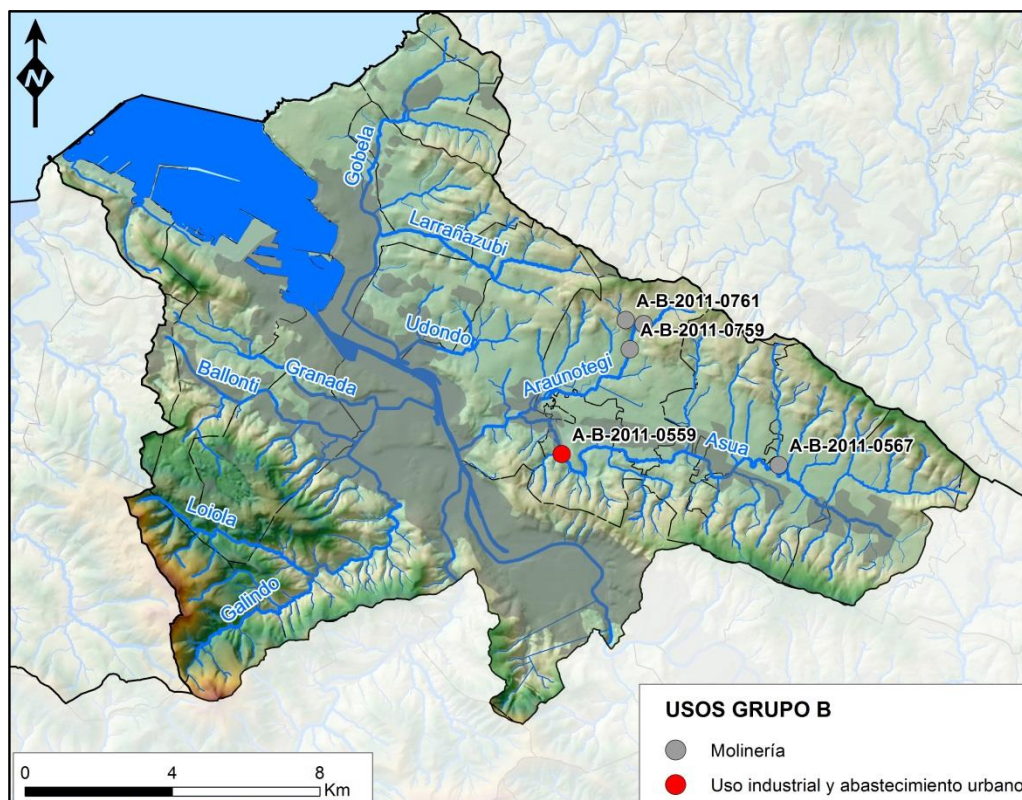 N
Gobela
Larrañazubi
A-B-2011-0761
A-B-2011-0759
Udondo
Araunotegi
Granada
Ballonti
A-B-2011-0559
Asua
A-B-2011-0567
Loiola
Galindo
USOS GRUPO B
Molinería
Uso industrial y abastecimiento urbano
0 4 8
Km